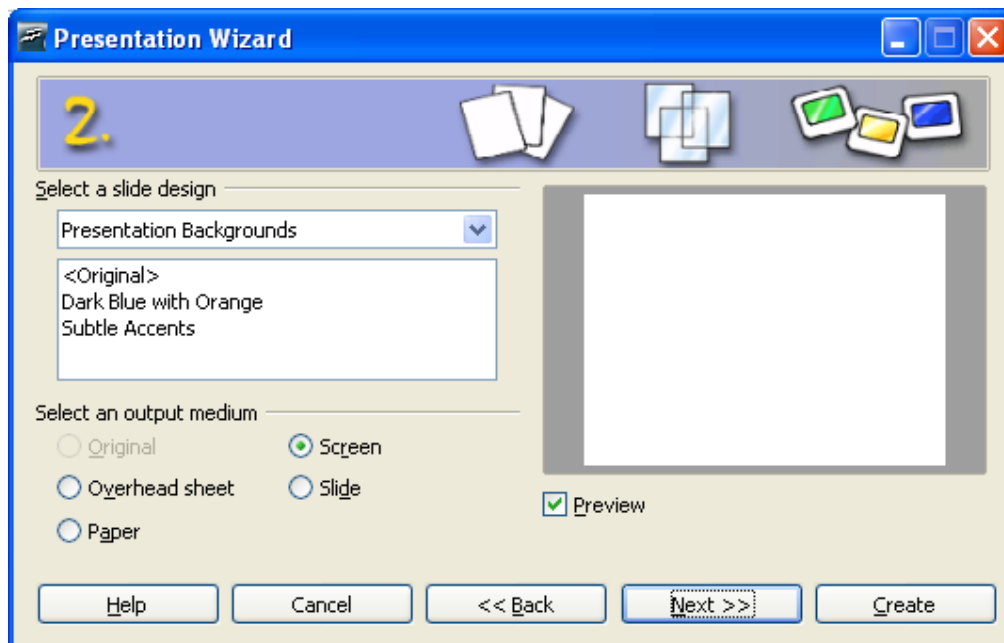 Presentation Wizard
2.
Select a slide design
Presentation Backgrounds
<Original>
Dark Blue with Orange
Subtle Accents
Select an output medium
Original
Screen
Overhead sheet
Slide
Paper
Preview
Help
Cancel
<< Back
Next >>
Create